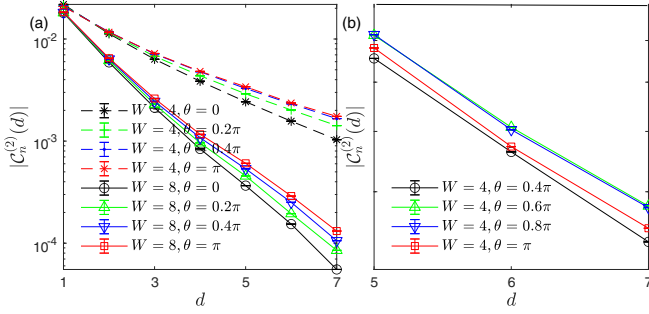 (a)
10^{-2}
10^{-3}
10^{-4}
|C_n^{(2)}(d)|
W = 4, θ = 0
W = 4, θ = 0.2π
W = 4, θ = 0.4π
W = 4, θ = π
W = 8, θ = 0
W = 8, θ = 0.2π
W = 8, θ = 0.4π
W = 8, θ = π
1 3 5 7
d
(b)
|C_n^{(2)}(d)|
W = 4, θ = 0.4π
W = 4, θ = 0.6π
W = 4, θ = 0.8π
W = 4, θ = π
5 6 7
d